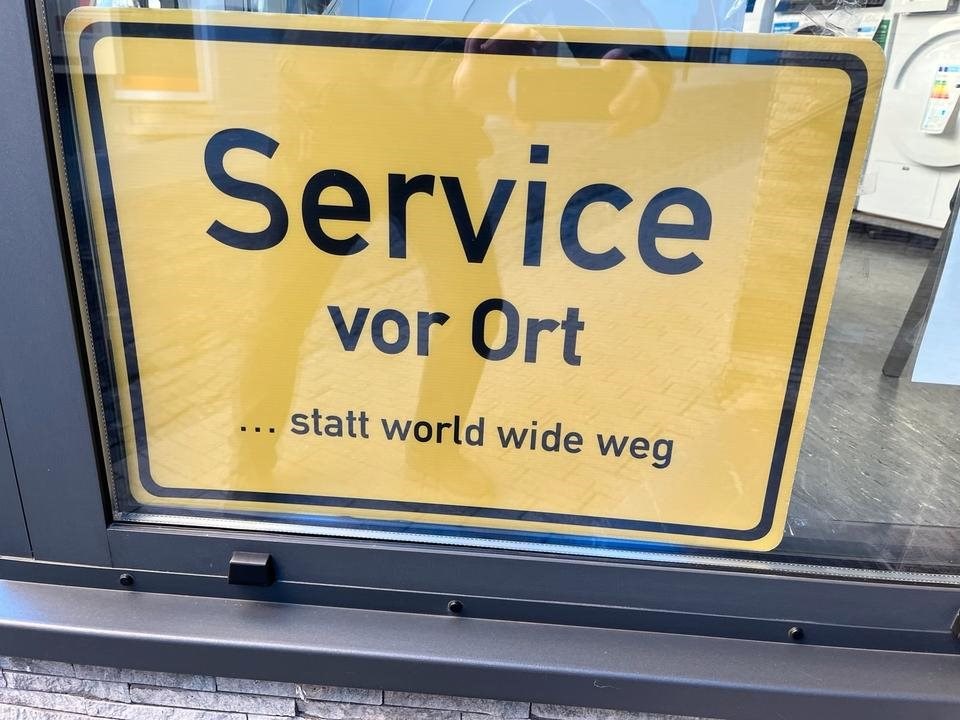 Service
vor Ort
... statt world wide weg